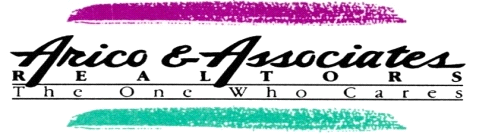 Arico & Associates
REALTORS
The One Who Cares